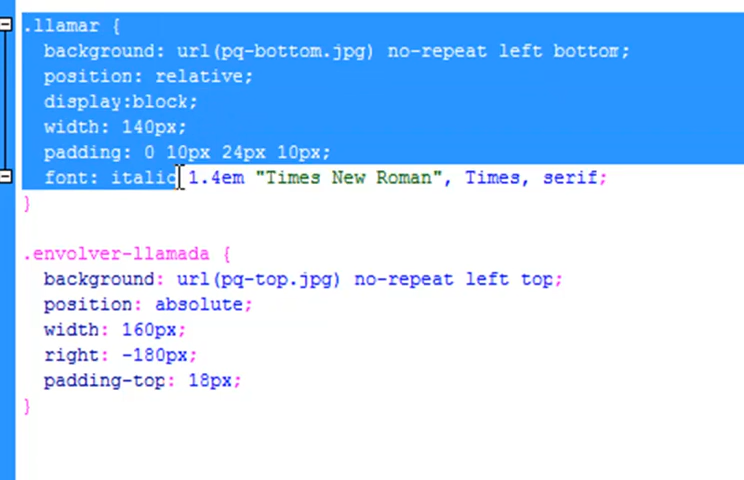 .llamar {
background: url(pq-bottom.jpg) no-repeat left bottom;
position: relative;
display:block;
width: 140px;
padding: 0 10px 24px 10px;
font: italic 1.4em "Times New Roman", Times, serif;
}
.envolver-llamada {
background: url(pq-top.jpg) no-repeat left top;
position: absolute;
width: 160px;
right: -180px;
padding-top: 18px;
}